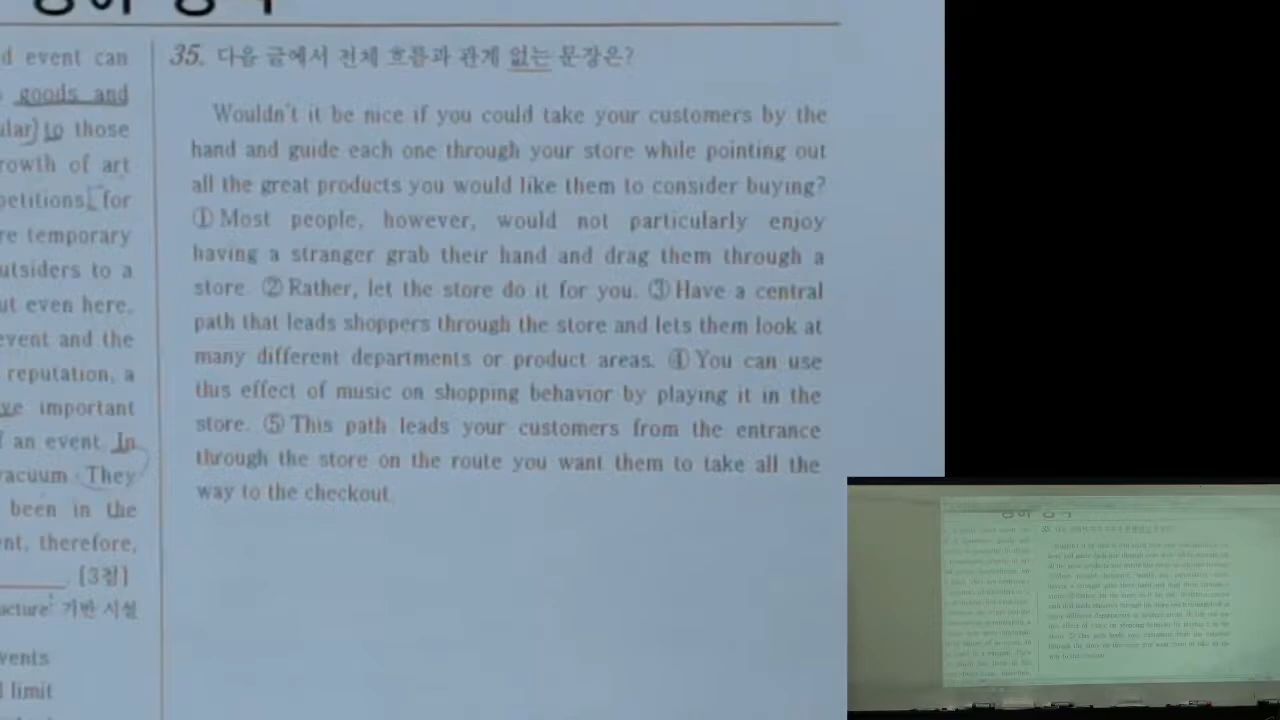 d event can
goods and
ular] to those
rowth of art
petitions, for
re temporary
utsiders to a
ut even here,
event and the
reputation, a
ve important
f an event. In
vacuum. They
been in the
nt, therefore,
. [3점]
acture: 기반 시설
vents
l limit
35. 다음 글에서 전체 흐름과 관계 없는 문장은?
Wouldn't it be nice if you could take your customers by the
hand and guide each one through your store while pointing out
all the great products you would like them to consider buying?
① Most people, however, would not particularly enjoy
having a stranger grab their hand and drag them through a
store. ② Rather, let the store do it for you. ③ Have a central
path that leads shoppers through the store and lets them look at
many different departments or product areas. ④ You can use
this effect of music on shopping behavior by playing it in the
store. ⑤ This path leads your customers from the entrance
through the store on the route you want them to take all the
way to the checkout.